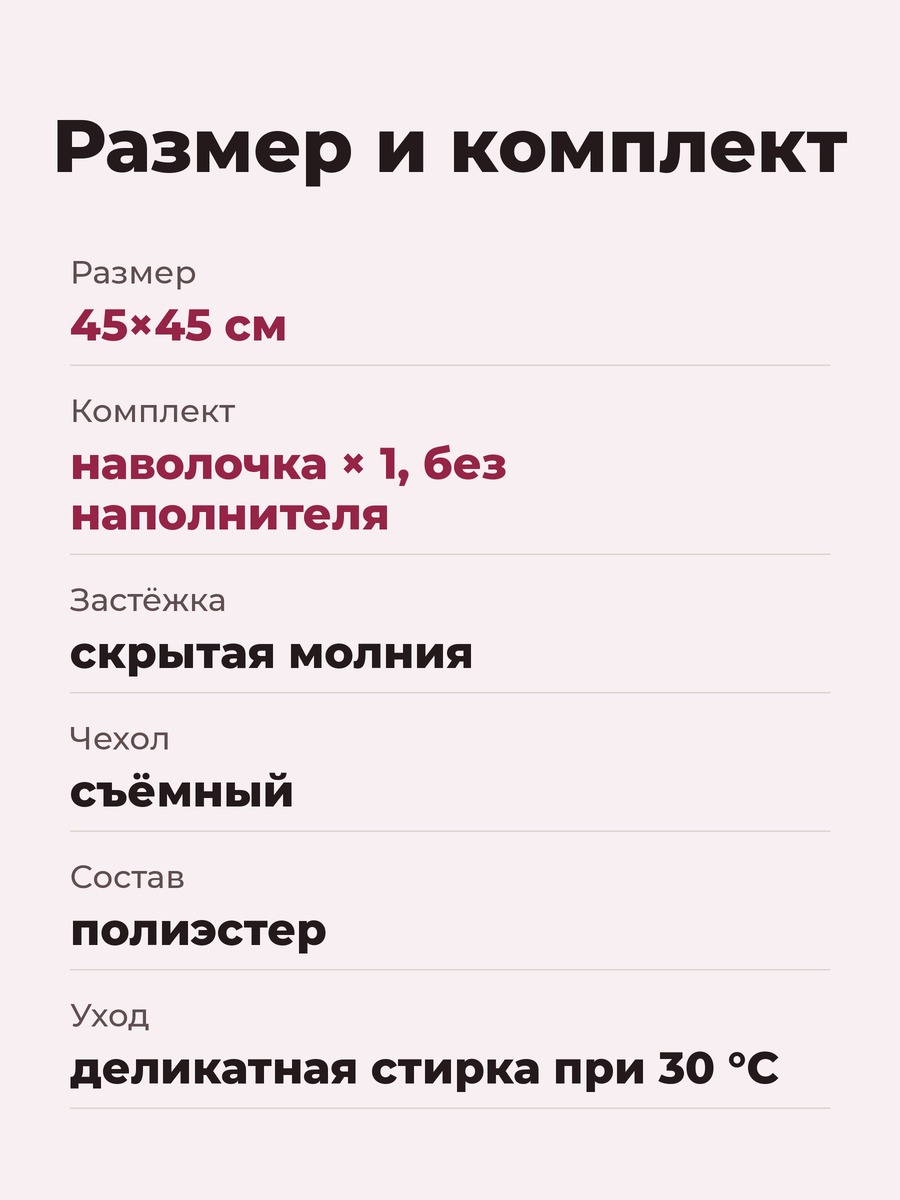 Размер и комплект
Размер
45×45 см
Комплект
наволочка × 1, без
наполнителя
Застёжка
скрытая молния
Чехол
съёмный
Состав
полиэстер
Уход
деликатная стирка при 30 °C